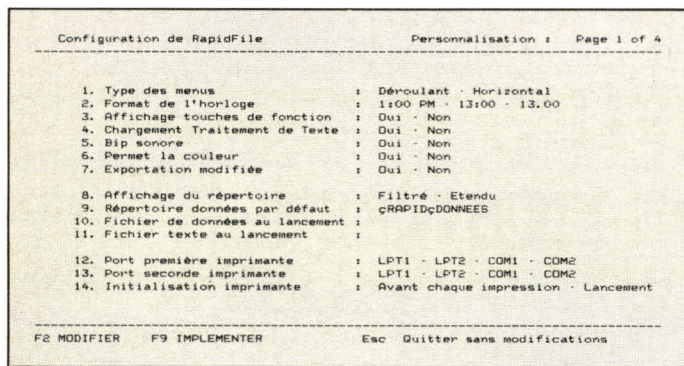 Configuration de RapidFile Personnalisation : Page 1 of 4
1. Type des menus : Déroulant · Horizontal
2. Format de l'horloge : 1:00 PM · 13:00 · 13.00
3. Affichage touches de fonction : Oui · Non
4. Chargement Traitement de Texte : Oui · Non
5. Bip sonore : Oui · Non
6. Permet la couleur : Oui · Non
7. Exportation modifiée : Oui · Non
8. Affichage du répertoire : Filtré · Etendu
9. Répertoire données par défaut : çRAPIDçDONNEES
10. Fichier de données au lancement :
11. Fichier texte au lancement :
12. Port première imprimante : LPT1 · LPT2 · COM1 · COM2
13. Port seconde imprimante : LPT1 · LPT2 · COM1 · COM2
14. Initialisation imprimante : Avant chaque impression · Lancement
F2 MODIFIER F9 IMPLEMENTER Esc Quitter sans modifications